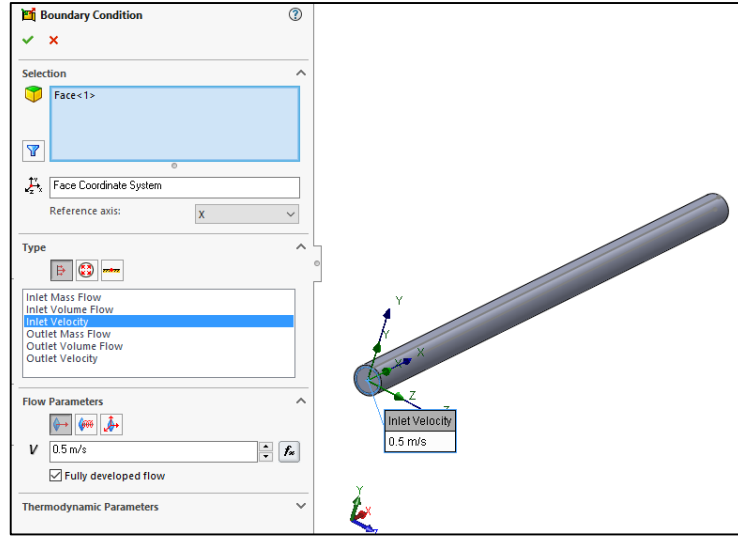 Boundary Condition
?
Selection
Face<1>
Face Coordinate System
Reference axis:
X
Type
Inlet Mass Flow
Inlet Volume Flow
Inlet Velocity
Outlet Mass Flow
Outlet Volume Flow
Outlet Velocity
Flow Parameters
V
0.5 m/s
fx
Fully developed flow
Thermodynamic Parameters
Y
Y
X
X
Z
Inlet Velocity
0.5 m/s
Y
X